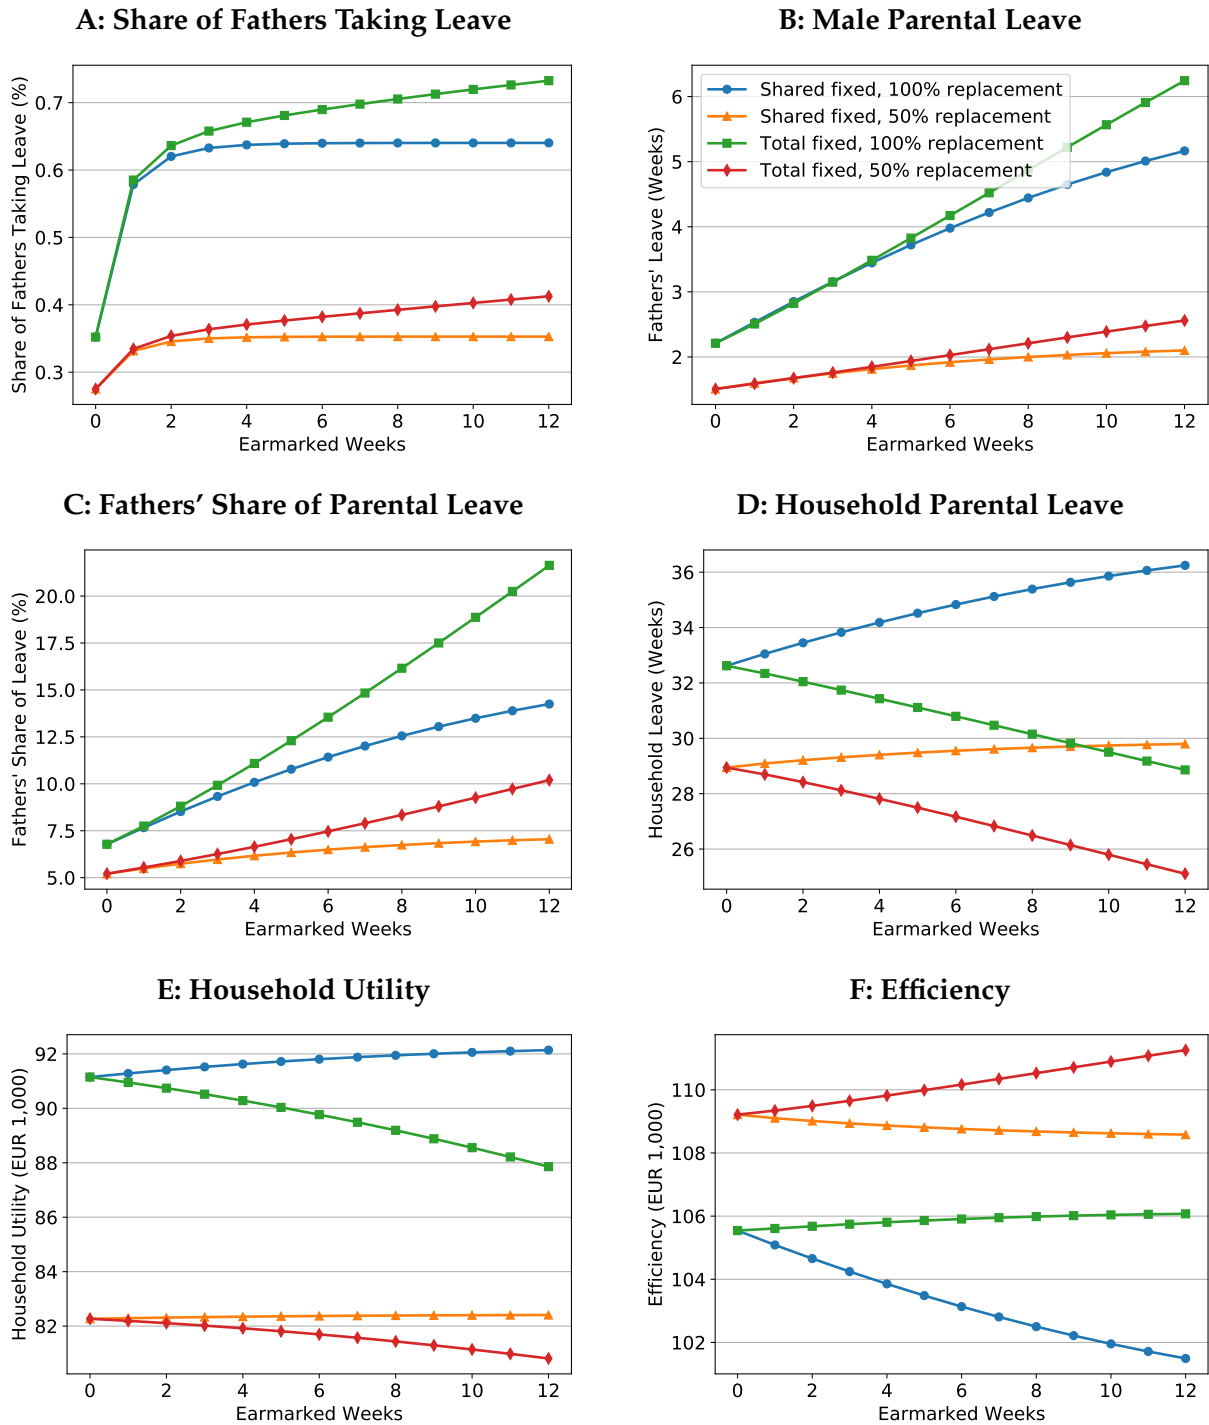 A: Share of Fathers Taking Leave
Share of Fathers Taking Leave (%)
0.7
0.6
0.5
0.4
0.3
0 2 4 6 8 10 12
Earmarked Weeks
B: Male Parental Leave
Fathers' Leave (Weeks)
Shared fixed, 100% replacement
Shared fixed, 50% replacement
Total fixed, 100% replacement
Total fixed, 50% replacement
6
5
4
3
2
0 2 4 6 8 10 12
Earmarked Weeks
C: Fathers’ Share of Parental Leave
Fathers' Share of Leave (%)
20.0
17.5
15.0
12.5
10.0
7.5
5.0
0 2 4 6 8 10 12
Earmarked Weeks
D: Household Parental Leave
Household Leave (Weeks)
36
34
32
30
28
26
0 2 4 6 8 10 12
Earmarked Weeks
E: Household Utility
Household Utility (EUR 1,000)
92
90
88
86
84
82
0 2 4 6 8 10 12
Earmarked Weeks
F: Efficiency
Efficiency (EUR 1,000)
110
108
106
104
102
0 2 4 6 8 10 12
Earmarked Weeks